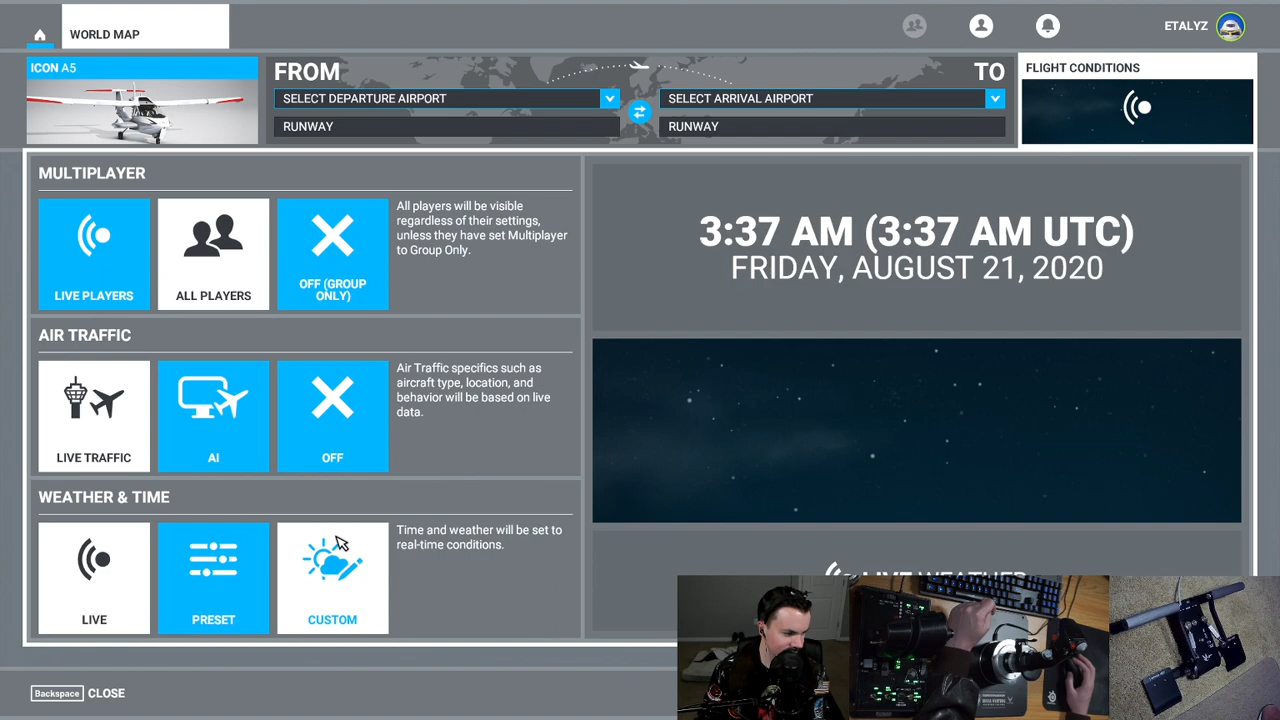 WORLD MAP
ETALYZ
ICON A5
FROM
TO
SELECT DEPARTURE AIRPORT
SELECT ARRIVAL AIRPORT
RUNWAY
RUNWAY
FLIGHT CONDITIONS
MULTIPLAYER
LIVE PLAYERS
ALL PLAYERS
OFF (GROUP
ONLY)
All players will be visible
regardless of their settings,
unless they have set Multiplayer
to Group Only.
AIR TRAFFIC
LIVE TRAFFIC
AI
OFF
Air Traffic specifics such as
aircraft type, location, and
behavior will be based on live
data.
WEATHER & TIME
LIVE
PRESET
CUSTOM
Time and weather will be set to
real-time conditions.
3:37 AM (3:37 AM UTC)
FRIDAY, AUGUST 21, 2020
LIVE WEATHER
Backspace CLOSE